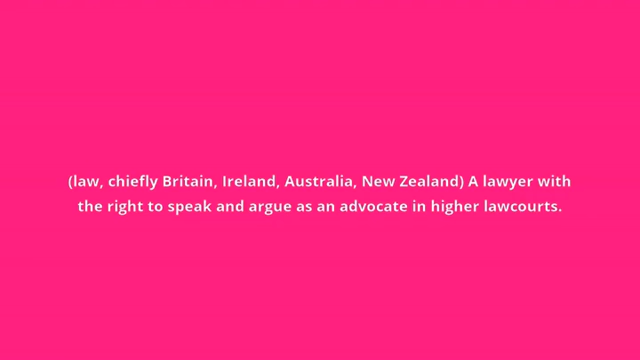 (law, chiefly Britain, Ireland, Australia, New Zealand) A lawyer with
the right to speak and argue as an advocate in higher lawcourts.